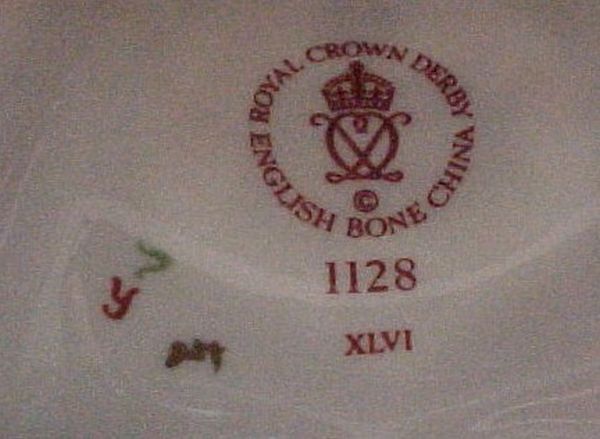 ROYAL CROWN DERBY
ENGLISH BONE CHINA
©
1128
XLVI
y